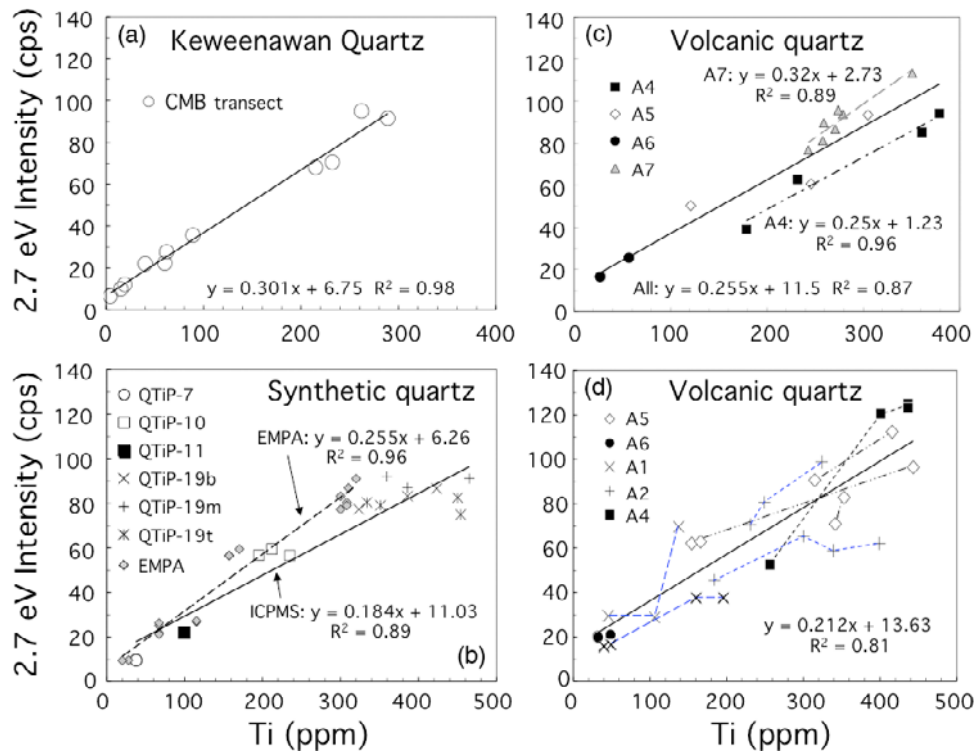 2.7 eV Intensity (cps)
140
120
100
80
60
40
20
0
(a)
Keweenawan Quartz
CMB transect
y = 0.301x + 6.75 R² = 0.98
0 100 200 300 400
140
120
100
80
60
40
20
0
(c)
Volcanic quartz
A4
A5
A6
A7
A7: y = 0.32x + 2.73
R² = 0.89
A4: y = 0.25x + 1.23
R² = 0.96
All: y = 0.255x + 11.5 R² = 0.87
0 100 200 300 400
2.7 eV Intensity (cps)
140
120
100
80
60
40
20
0
QTiP-7
QTiP-10
QTiP-11
QTiP-19b
QTiP-19m
QTiP-19t
EMPA
Synthetic quartz
EMPA: y = 0.255x + 6.26
R² = 0.96
ICPMS: y = 0.184x + 11.03
R² = 0.89
(b)
0 100 200 300 400 500
Ti (ppm)
140
120
100
80
60
40
20
0
(d)
Volcanic quartz
A5
A6
A1
A2
A4
y = 0.212x + 13.63
R² = 0.81
0 100 200 300 400 500
Ti (ppm)